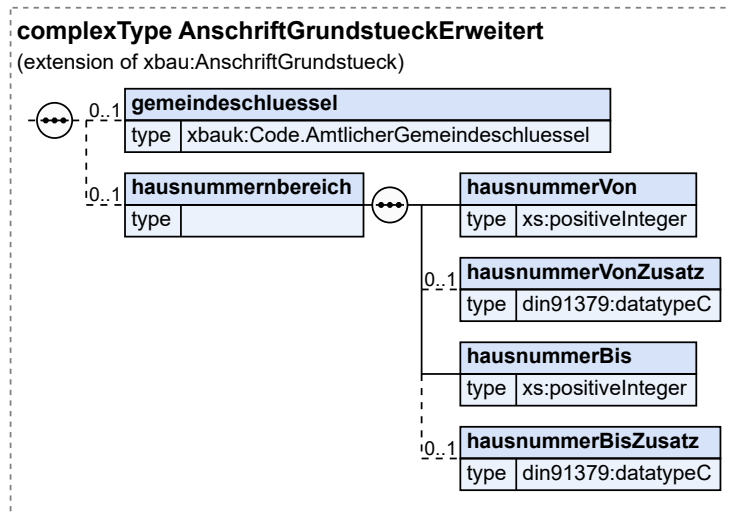 complexType AnschriftGrundstueckErweitert
(extension of xbau:AnschriftGrundstueck)
0..1 gemeindeschluessel
type xbauk:Code.AmtlicherGemeindeschluessel
0..1 hausnummernbereich
type
hausnummerVon
type xs:positiveInteger
0..1 hausnummerVonZusatz
type din91379:datatypeC
hausnummerBis
type xs:positiveInteger
0..1 hausnummerBisZusatz
type din91379:datatypeC